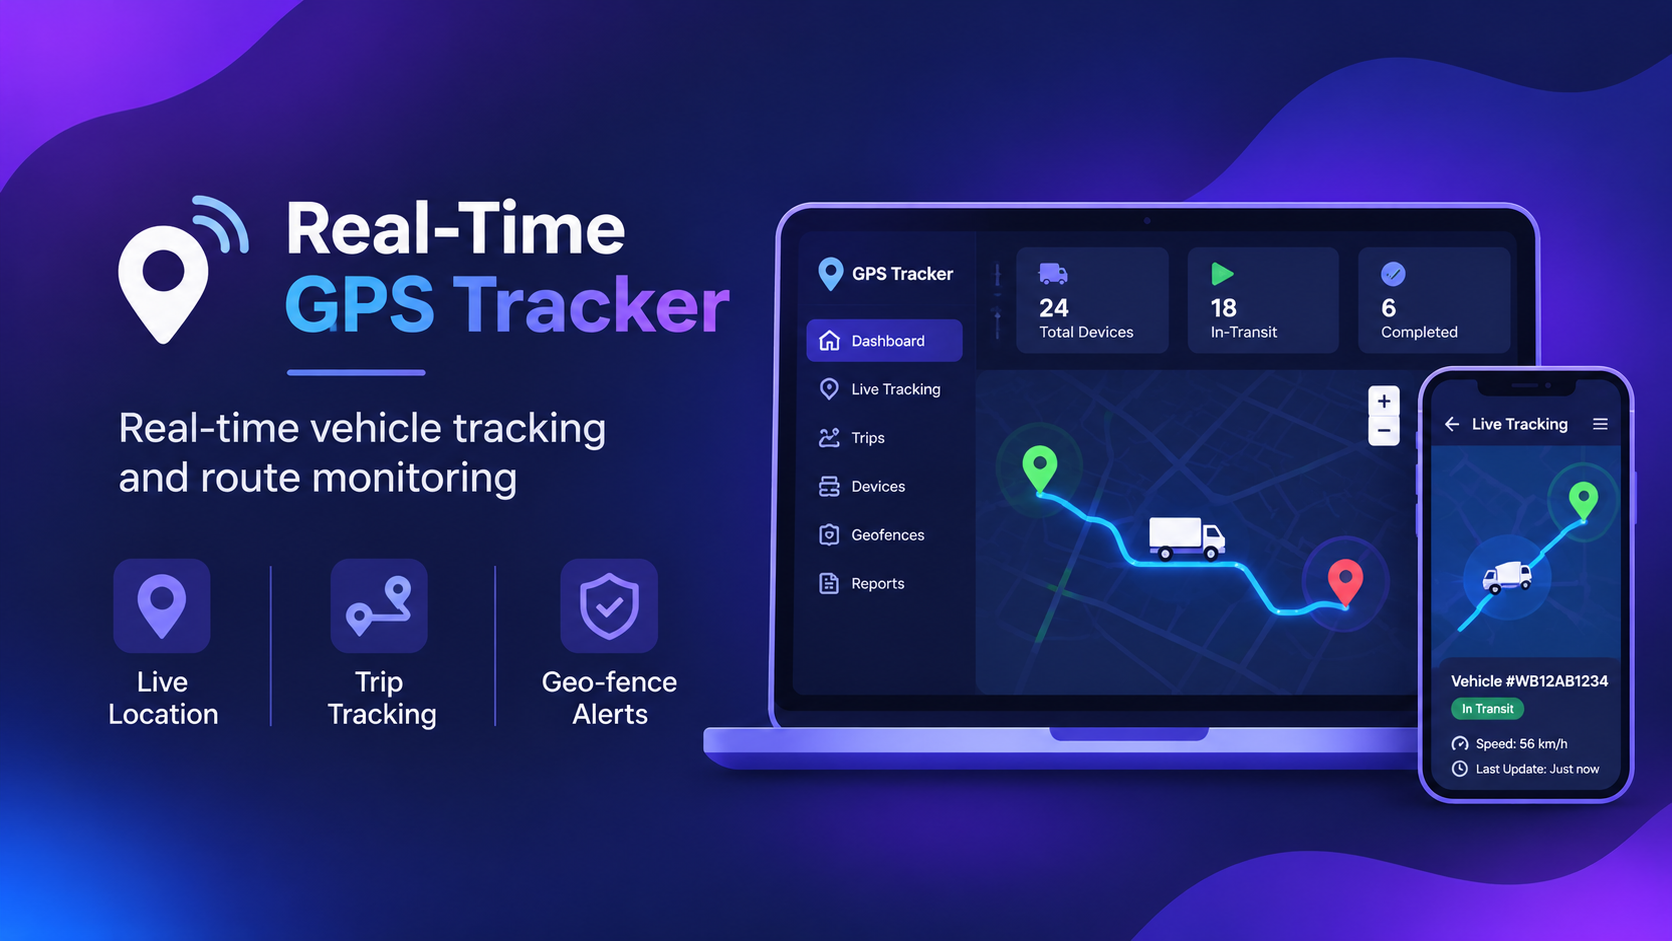 Real-Time
GPS Tracker
Real-time vehicle tracking
and route monitoring
Live
Location
Trip
Tracking
Geo-fence
Alerts
GPS Tracker
Dashboard
Live Tracking
Trips
Devices
Geofences
Reports
24
Total Devices
18
In-Transit
6
Completed
+
−
Live Tracking
Vehicle #WB12AB1234
In Transit
Speed: 56 km/h
Last Update: Just now